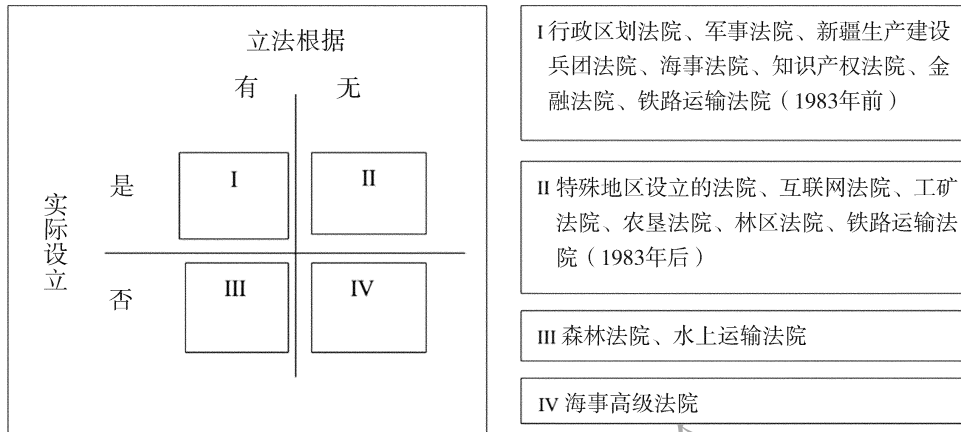 立法根据
有 无
实际设立
是
I
II
否
III
IV
I 行政区划法院、军事法院、新疆生产建设
兵团法院、海事法院、知识产权法院、金
融法院、铁路运输法院（1983年前）
II 特殊地区设立的法院、互联网法院、工矿
法院、农垦法院、林区法院、铁路运输法
院（1983年后）
III 森林法院、水上运输法院
IV 海事高级法院